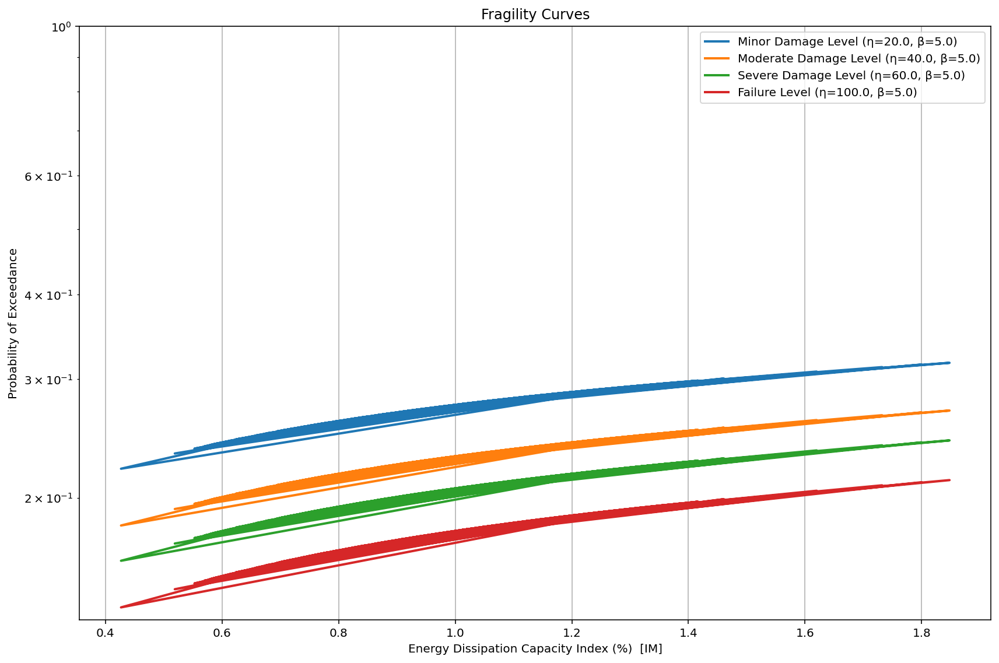 Fragility Curves
10⁰
6 × 10⁻¹
4 × 10⁻¹
3 × 10⁻¹
2 × 10⁻¹
Probability of Exceedance
Minor Damage Level (η=20.0, β=5.0)
Moderate Damage Level (η=40.0, β=5.0)
Severe Damage Level (η=60.0, β=5.0)
Failure Level (η=100.0, β=5.0)
0.4 0.6 0.8 1.0 1.2 1.4 1.6 1.8
Energy Dissipation Capacity Index (%)  [IM]